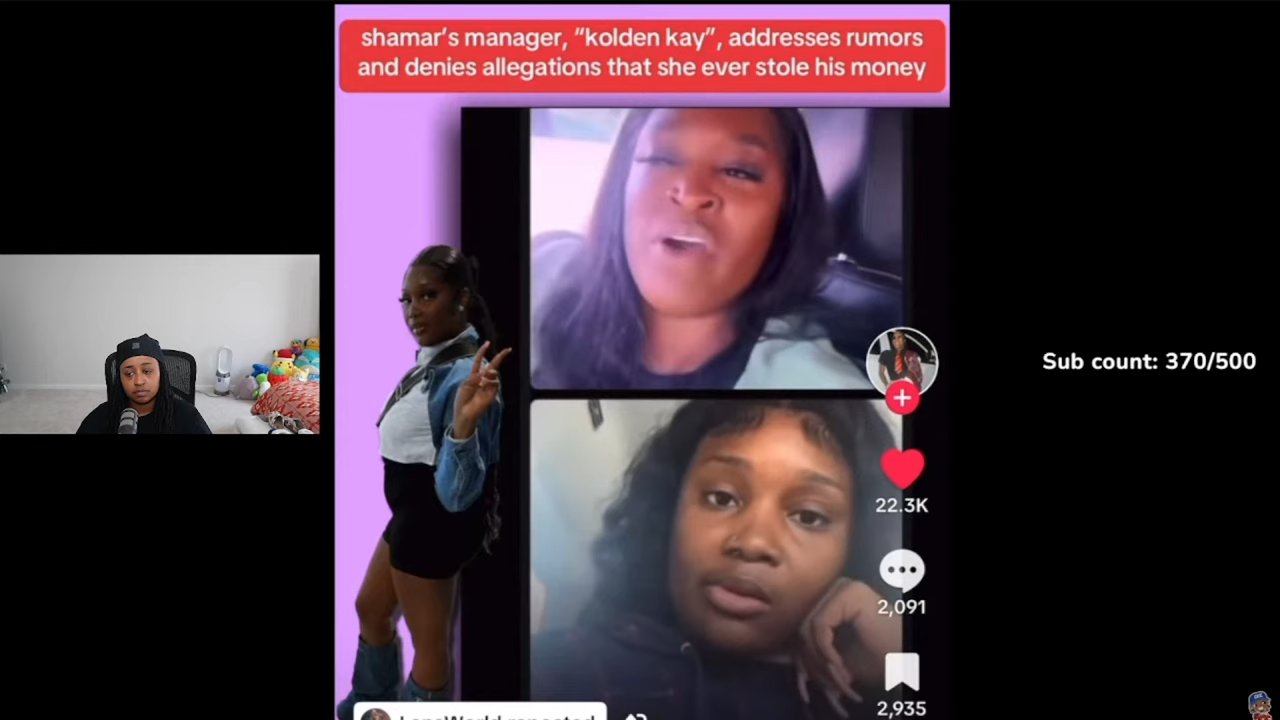 shamar's manager, “kolden kay”, addresses rumors
and denies allegations that she ever stole his money
Sub count: 370/500
22.3K
2,091
2,935